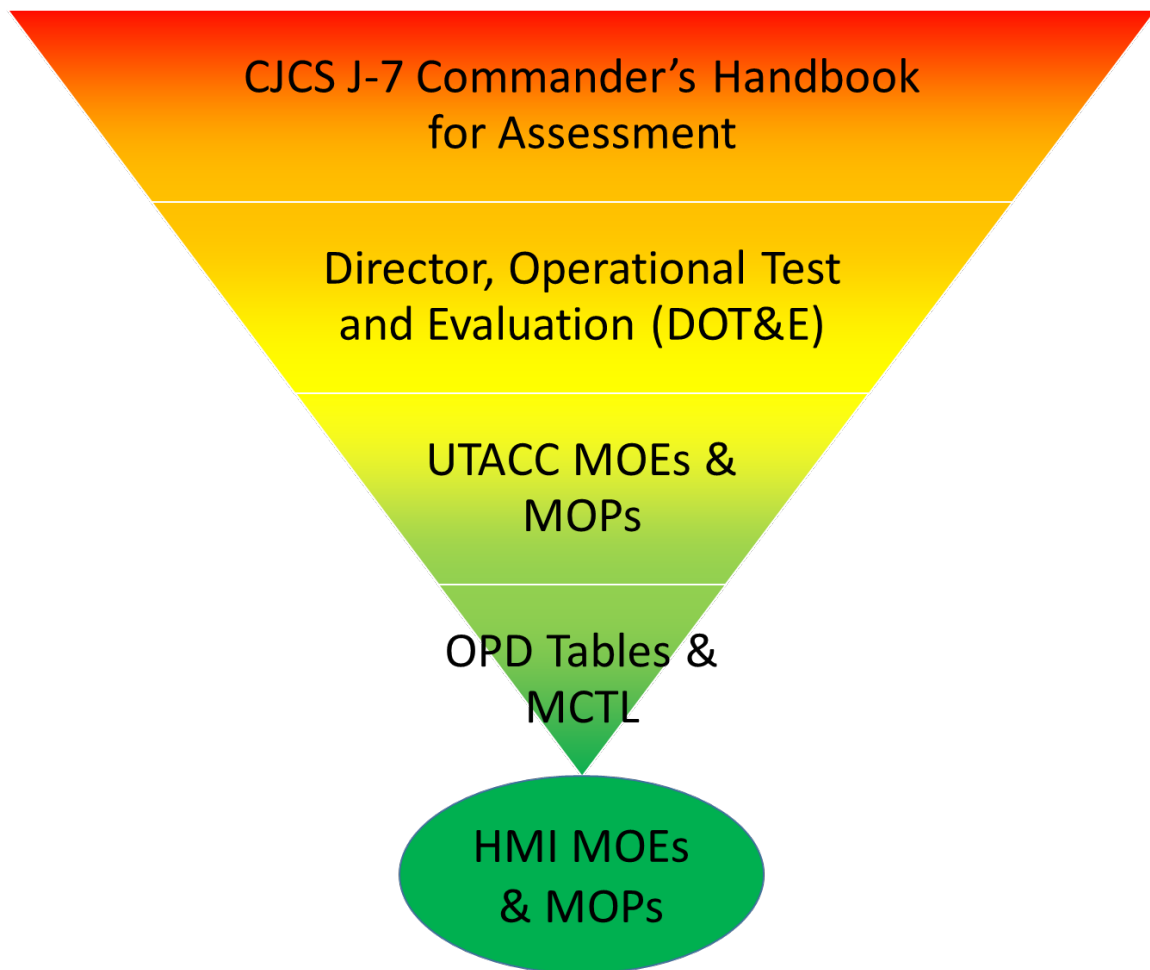 CJCS J-7 Commander’s Handbook
for Assessment
Director, Operational Test
and Evaluation (DOT&E)
UTACC MOEs &
MOPs
OPD Tables &
MCTL
HMI MOEs
& MOPs